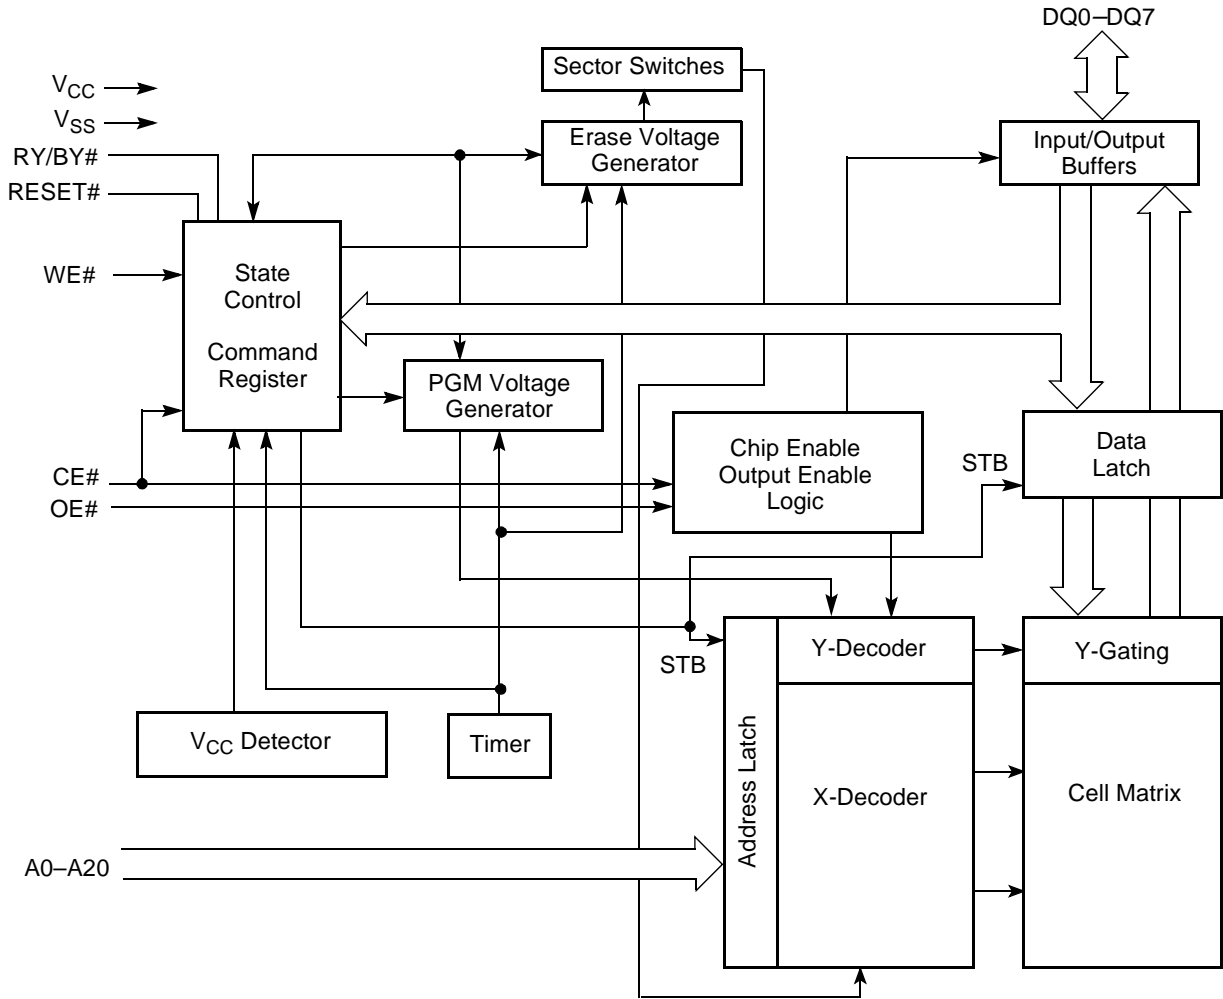 DQ0–DQ7
Sector Switches
VCC
VSS
RY/BY#
RESET#
Erase Voltage
Generator
Input/Output
Buffers
WE#
State
Control
Command
Register
PGM Voltage
Generator
Chip Enable
Output Enable
Logic
STB
Data
Latch
CE#
OE#
STB
Y-Decoder
Y-Gating
VCC Detector
Timer
Address Latch
X-Decoder
Cell Matrix
A0–A20